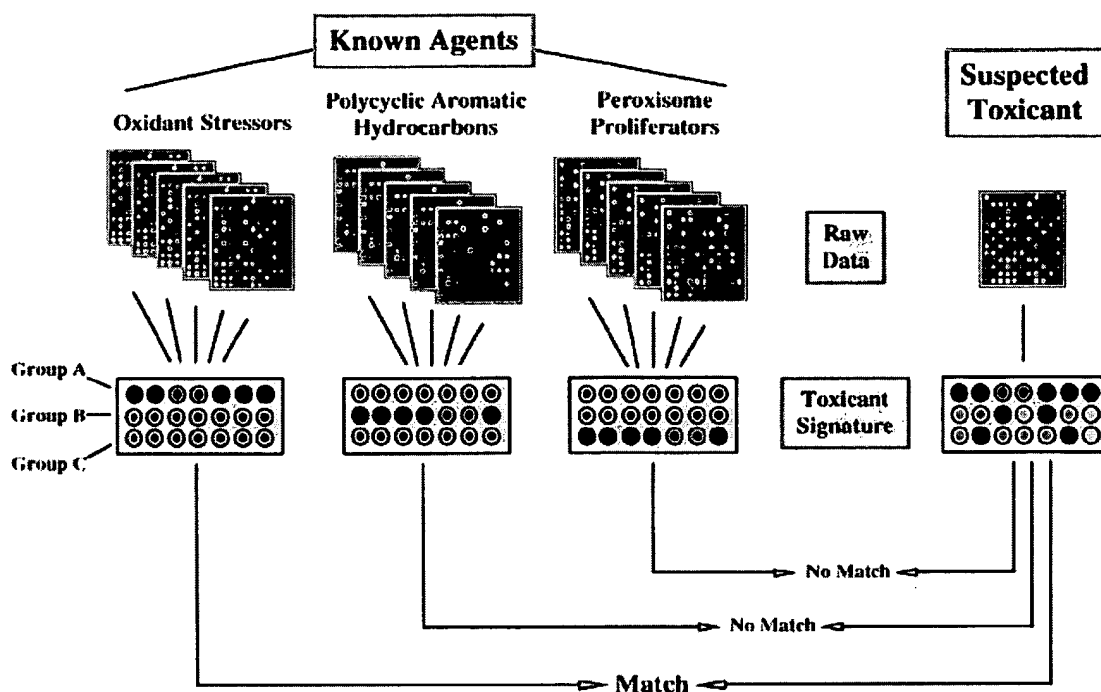 Known Agents
Suspected
Toxicant
Oxidant Stressors
Polycyclic Aromatic
Hydrocarbons
Peroxisome
Proliferators
Raw
Data
Group A
Group B
Group C
Toxicant
Signature
No Match
No Match
Match